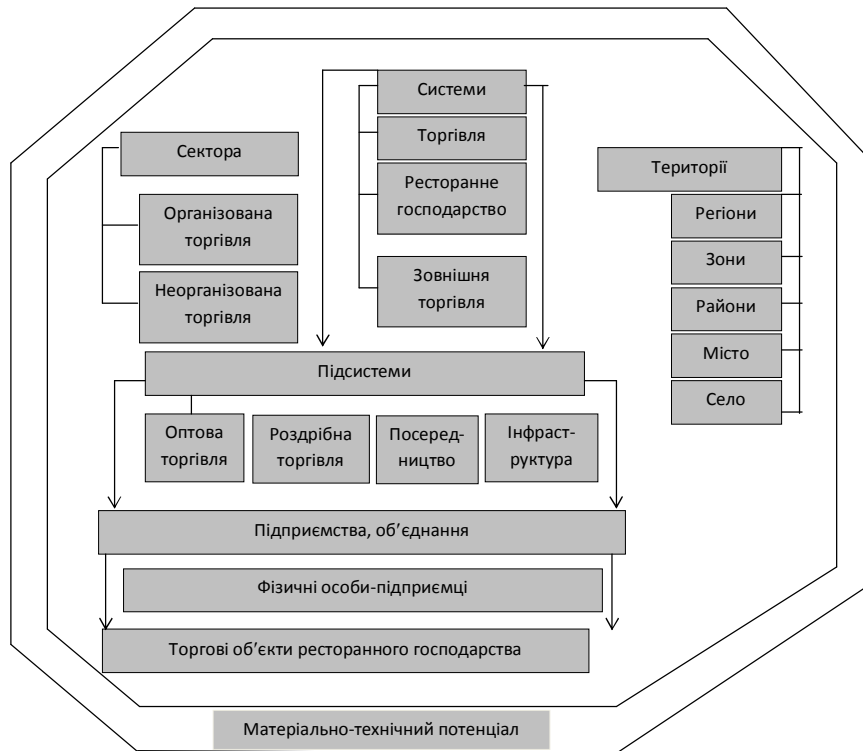 Системи
Торгівля
Ресторанне
господарство
Зовнішня
торгівля
Сектора
Організована
торгівля
Неорганізована
торгівля
Території
Регіони
Зони
Райони
Місто
Село
Підсистеми
Оптова
торгівля
Роздрібна
торгівля
Посеред-
ництво
Інфраст-
руктура
Підприємства, об’єднання
Фізичні особи-підприємці
Торгові об’єкти ресторанного господарства
Матеріально-технічний потенціал